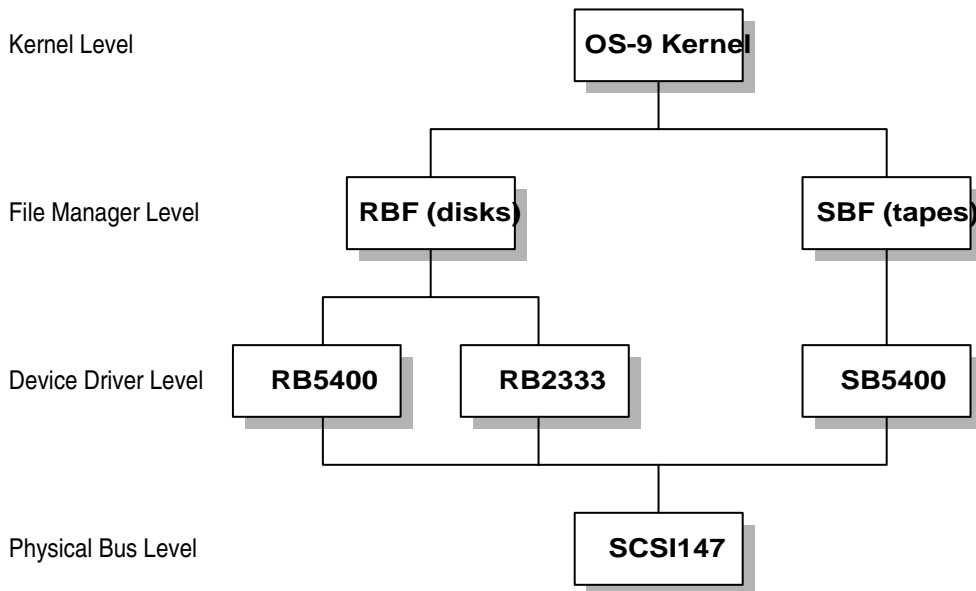 Kernel Level
OS-9 Kernel
File Manager Level
RBF (disks)
SBF (tapes)
Device Driver Level
RB5400
RB2333
SB5400
Physical Bus Level
SCSI147